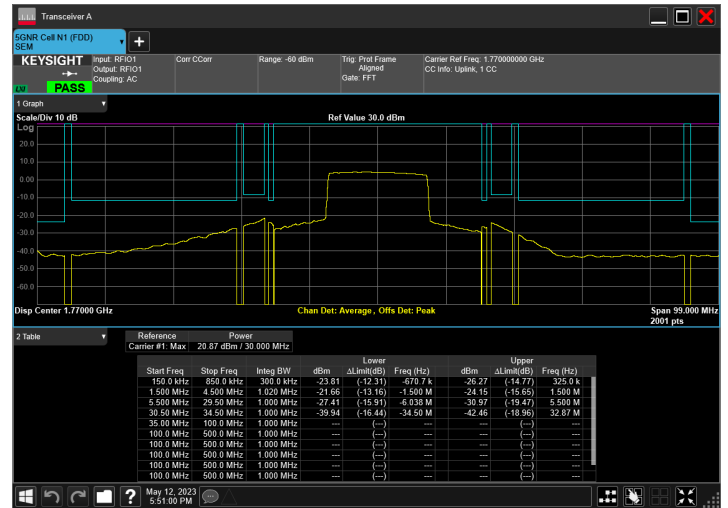 Transceiver A
5GNR Cell N1 (FDD)
SEM
KEYSIGHT
LXI
PASS
Input: RFIO1
Output: RFIO1
Coupling: AC
Corr CCorr
Range: -60 dBm
Trig: Prot Frame
Aligned
Gate: FFT
Carrier Ref Freq: 1.770000000 GHz
CC Info: Uplink, 1 CC
1 Graph
Scale/Div 10 dB
Ref Value 30.0 dBm
Log
20.0
10.0
0.00
-10.0
-20.0
-30.0
-40.0
-50.0
-60.0
Disp Center 1.77000 GHz
Chan Det: Average , Offs Det: Peak
Span 99.000 MHz
2001 pts
2 Table
Reference Power
Carrier #1: Max 20.87 dBm / 30.000 MHz
Lower Upper
Start Freq Stop Freq Integ BW dBm ΔLimit(dB) Freq (Hz) dBm ΔLimit(dB) Freq (Hz)
150.0 kHz 850.0 kHz 300.0 kHz -23.81 (-12.31) -670.7 k -26.27 (-14.77) 325.0 k
1.500 MHz 4.500 MHz 1.020 MHz -21.66 (-13.16) -1.500 M -24.15 (-15.65) 1.500 M
5.500 MHz 29.50 MHz 1.000 MHz -27.41 (-15.91) -6.038 M -30.97 (-19.47) 5.500 M
30.50 MHz 34.50 MHz 1.000 MHz -39.94 (-16.44) -34.50 M -42.46 (-18.96) 32.87 M
35.00 MHz 100.0 MHz 1.000 MHz --- (---) --- --- (---) ---
100.0 MHz 500.0 MHz 1.000 MHz --- (---) --- --- (---) ---
100.0 MHz 500.0 MHz 1.000 MHz --- (---) --- --- (---) ---
100.0 MHz 500.0 MHz 1.000 MHz --- (---) --- --- (---) ---
100.0 MHz 500.0 MHz 1.000 MHz --- (---) --- --- (---) ---
100.0 MHz 500.0 MHz 1.000 MHz --- (---) --- --- (---) ---
May 12, 2023
5:51:00 PM